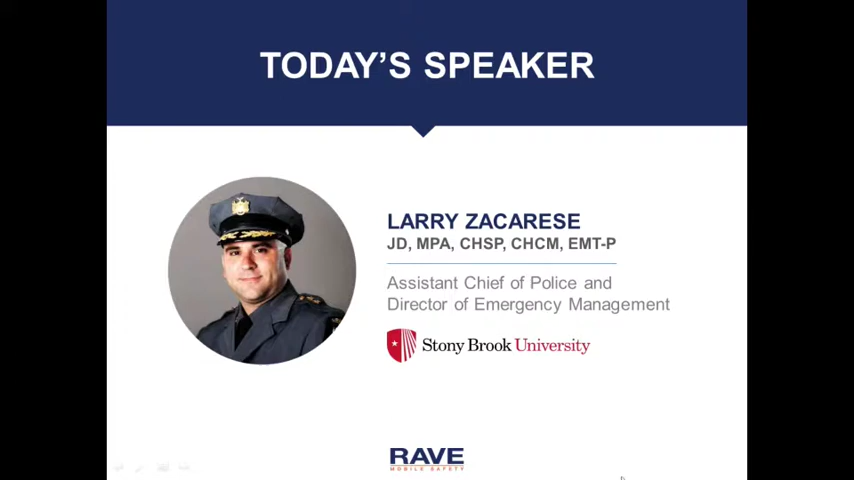 TODAY'S SPEAKER
LARRY ZACARESE
JD, MPA, CHSP, CHCM, EMT-P
Assistant Chief of Police and
Director of Emergency Management
Stony Brook University
RAVE
MOBILE SAFETY